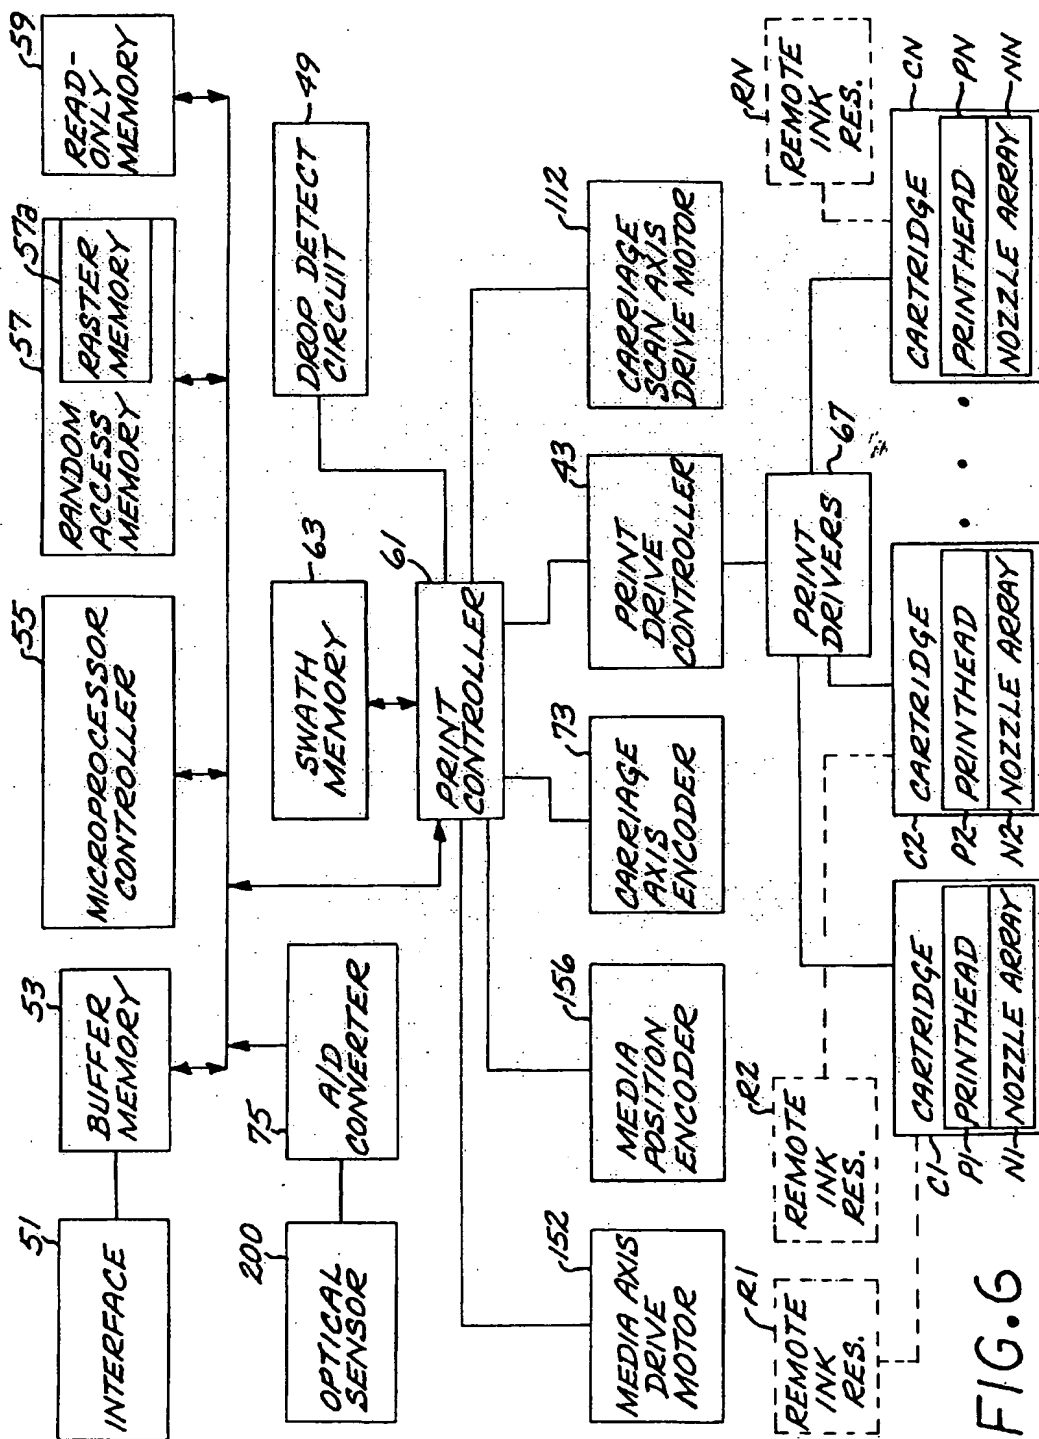 51
INTERFACE
53
BUFFER
MEMORY
55
MICROPROCESSOR
CONTROLLER
57
RANDOM
ACCESS
MEMORY
57a
RASTER
MEMORY
59
READ-
ONLY
MEMORY
200
OPTICAL
SENSOR
75
A/D
CONVERTER
63
SWATH
MEMORY
49
DROP DETECT
CIRCUIT
61
PRINT
CONTROLLER
152
MEDIA AXIS
DRIVE
MOTOR
156
MEDIA
POSITION
ENCODER
73
CARRIAGE
AXIS
ENCODER
43
PRINT
DRIVE
CONTROLLER
112
CARRIAGE
SCAN AXIS
DRIVE MOTOR
R1
REMOTE
INK
RES.
R2
REMOTE
INK
RES.
67
PRINT
DRIVERS
RN
REMOTE
INK
RES.
C1
CARTRIDGE
P1
PRINTHEAD
N1
NOZZLE ARRAY
C2
CARTRIDGE
P2
PRINTHEAD
N2
NOZZLE ARRAY
CARTRIDGE
CN
PRINTHEAD
PN
NOZZLE ARRAY
NN
FIG.6